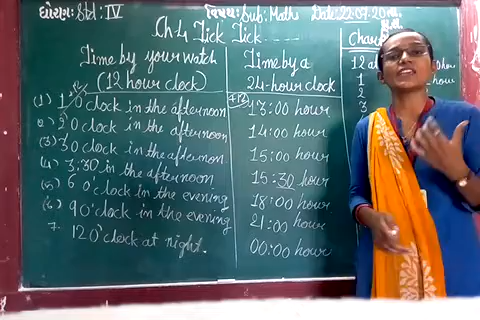 ધોરણ: Std: IV વિષય: Sub: Maths Date: 22.09.20
Ch-4 Tick Tick ....
Time by your watch
(12 hour clock)
Time by a
24-hour clock
(1) 1 O'clock in the afternoon
13:00 hour
(2) 2 O clock in the afternoon
14:00 hour
(3) 3 O clock in the afternoon
15:00 hour
(4) 3:30 in the afternoon
15:30 hour
(5) 6 O'clock in the evening
18:00 hour
(6) 9 O'clock in the evening
21:00 hour
7. 12 O'clock at night.
00:00 hour
12
1
2
3